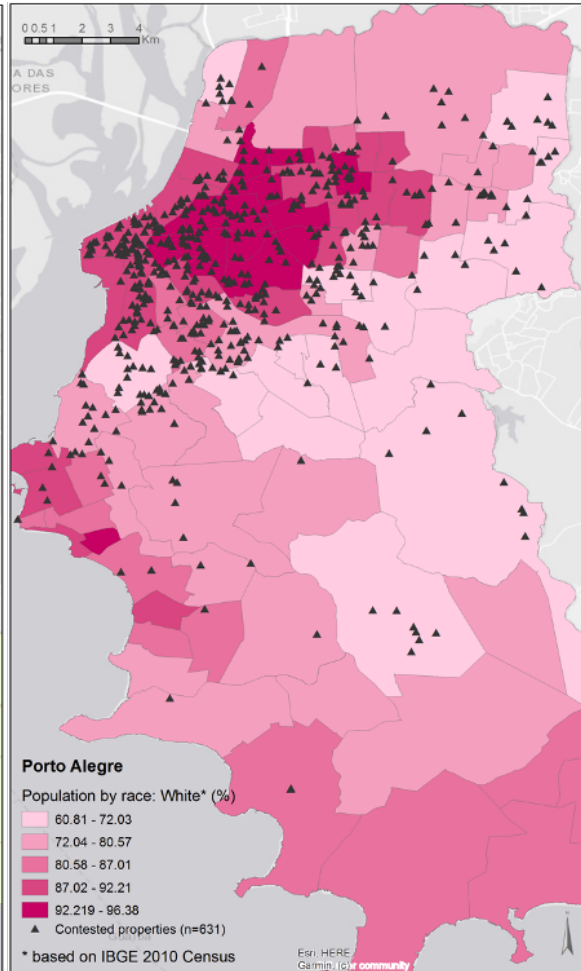 0 0.5 1 2 3 4
Km
A DAS
ORES
Porto Alegre
Population by race: White* (%)
60.81 - 72.03
72.04 - 80.57
80.58 - 87.01
87.02 - 92.21
92.219 - 96.38
Contested properties (n=631)
* based on IBGE 2010 Census
Esri, HERE
Garmin, (c) r community
N